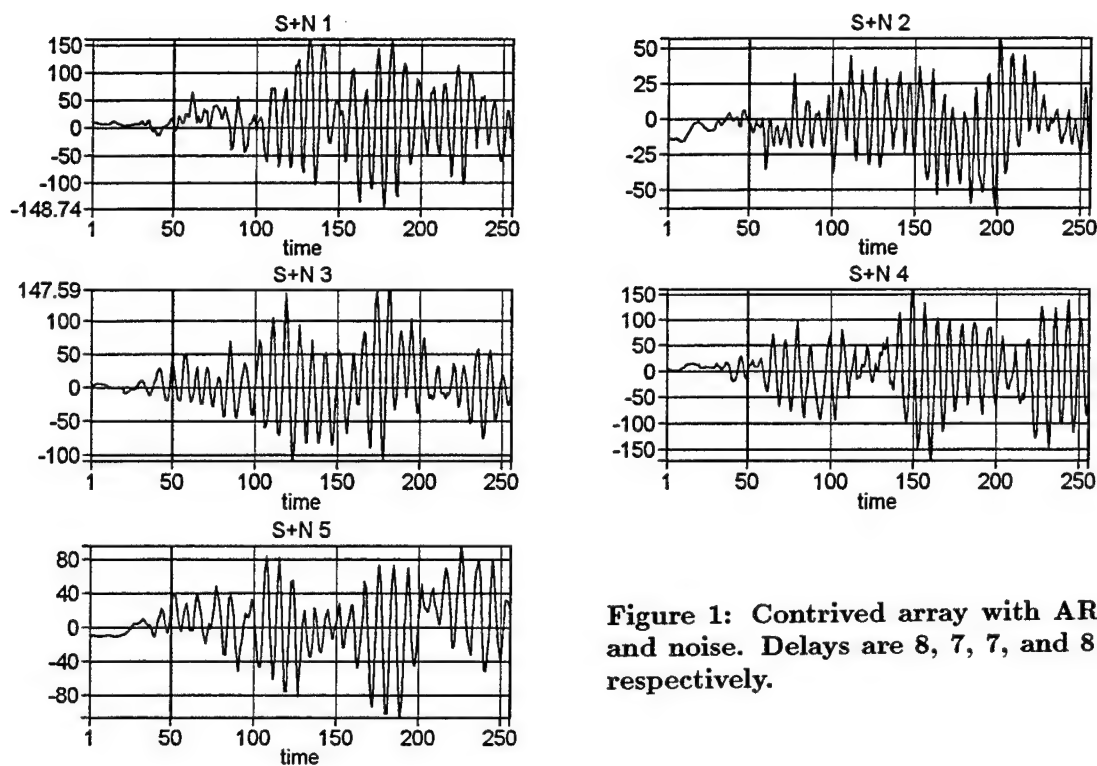 S+N 1
150
100
50
0
-50
-100
-148.74
1 50 100 150 200 250
time
S+N 2
50
25
0
-25
-50
1 50 100 150 200 250
time
S+N 3
147.59
100
50
0
-50
-100
1 50 100 150 200 250
time
S+N 4
150
100
50
0
-50
-100
-150
1 50 100 150 200 250
time
S+N 5
80
40
0
-40
-80
1 50 100 150 200 250
time
Figure 1: Contrived array with AR
and noise. Delays are 8, 7, 7, and 8
respectively.